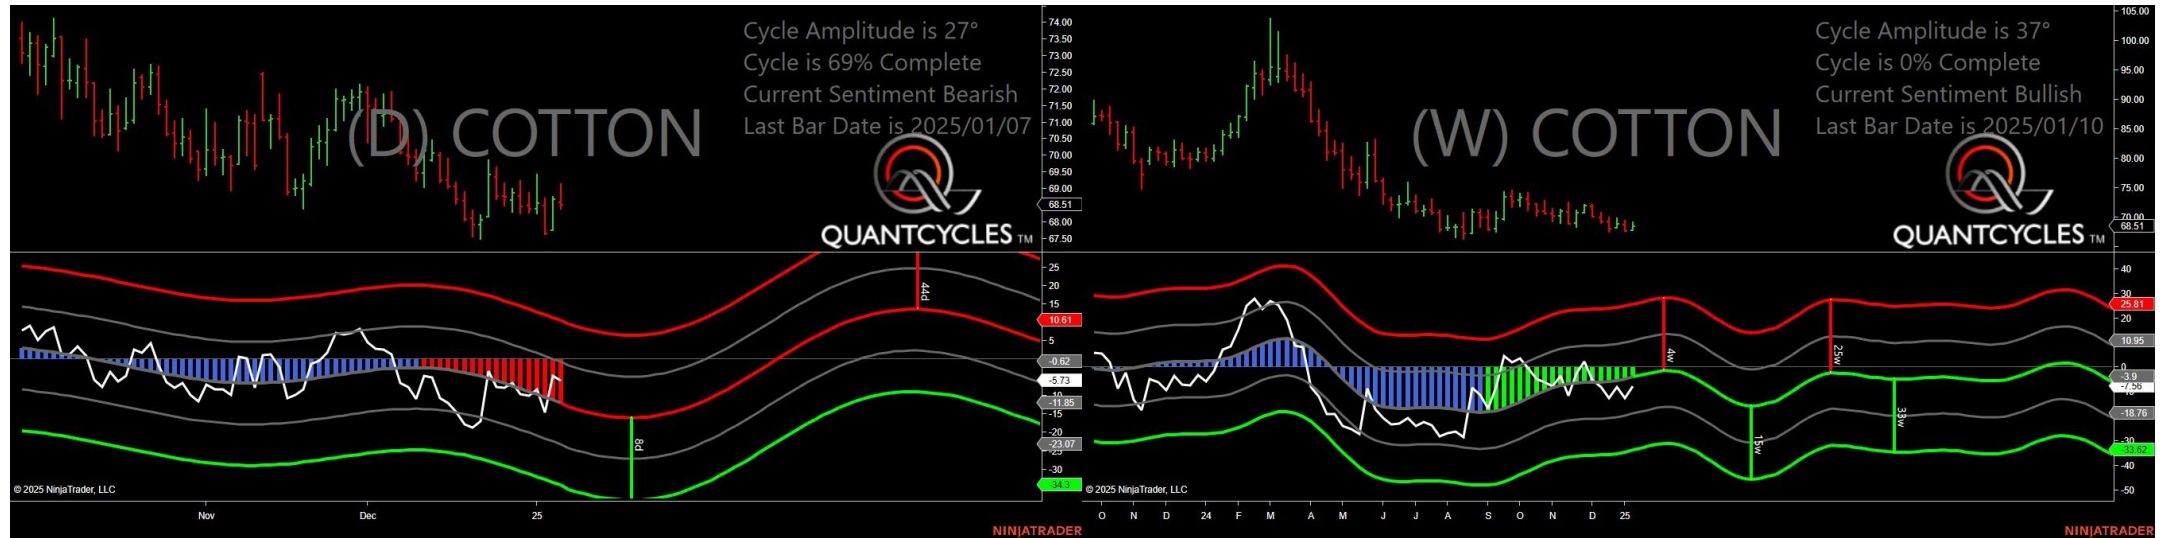 Cycle Amplitude is 27°
Cycle is 69% Complete
Current Sentiment Bearish
Last Bar Date is 2025/01/07
(D) COTTON
QUANTCYCLES TM
74.00
73.50
73.00
72.50
72.00
71.50
71.00
70.50
70.00
69.50
69.00
68.51
68.00
67.50
25
20
15
10.61
5
-0.62
-5.73
-11.85
-15
-20
-23.07
-25
-30
-34.3
44d
8d
© 2025 NinjaTrader, LLC
Nov Dec 25
NINJATRADER
Cycle Amplitude is 37°
Cycle is 0% Complete
Current Sentiment Bullish
Last Bar Date is 2025/01/10
(W) COTTON
QUANTCYCLES TM
105.00
100.00
95.00
90.00
85.00
80.00
75.00
70.00
68.51
40
30
25.81
20
10.95
0
-3.9
-7.56
-18.76
-30
-33.62
-40
-50
4w
15w
25w
33w
© 2025 NinjaTrader, LLC
O N D 24 F M A M J J A S O N D 25
NINJATRADER